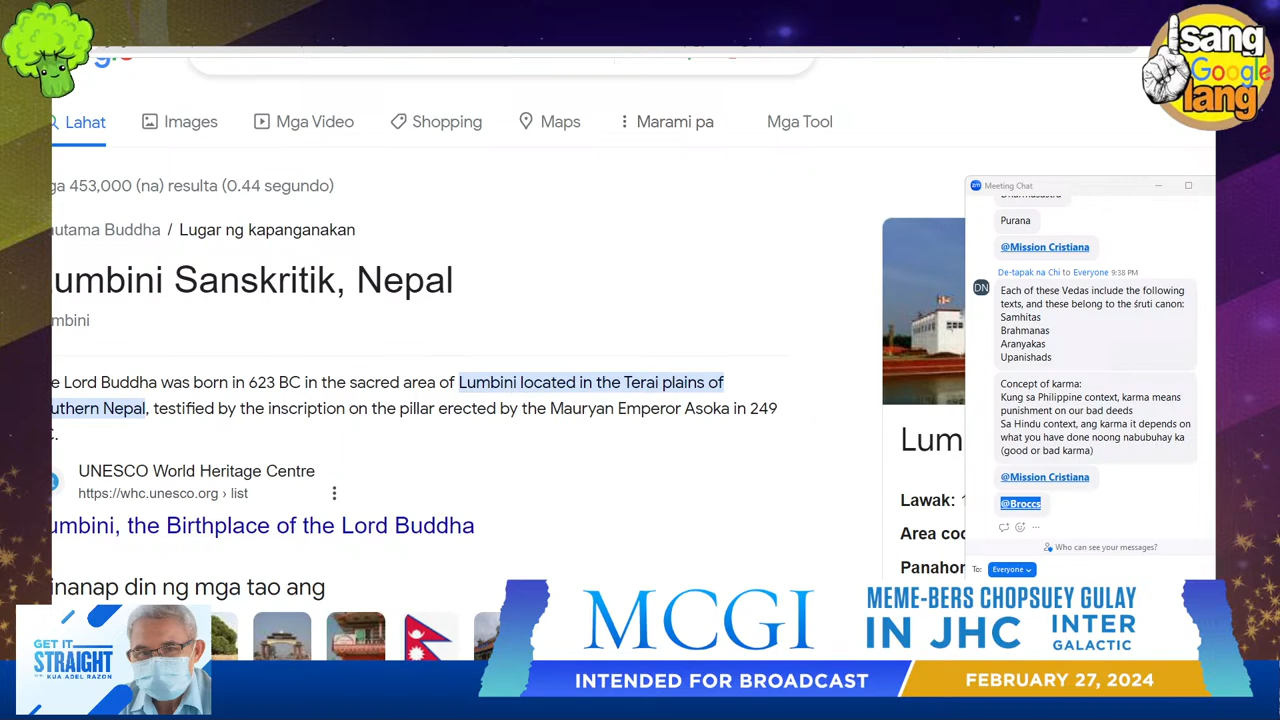 Isang
Google
lang
Lahat
Images
Mga Video
Shopping
Maps
Marami pa
Mga Tool
ga 453,000 (na) resulta (0.44 segundo)
utama Buddha / Lugar ng kapanganakan
umbini Sanskritik, Nepal
mbini
e Lord Buddha was born in 623 BC in the sacred area of Lumbini located in the Terai plains of
uthern Nepal, testified by the inscription on the pillar erected by the Mauryan Emperor Asoka in 249
C.
UNESCO World Heritage Centre
https://whc.unesco.org › list
umbini, the Birthplace of the Lord Buddha
inanap din ng mga tao ang
Lum
Lawak:
Area coc
Panahor
zm
Meeting Chat
Dharmasastra
Purana
@Mission Cristiana
De-tapak na Chi to Everyone 9:38 PM
DN
Each of these Vedas include the following
texts, and these belong to the śruti canon:
Samhitas
Brahmanas
Aranyakas
Upanishads
Concept of karma:
Kung sa Philippine context, karma means
punishment on our bad deeds
Sa Hindu context, ang karma it depends on
what you have done noong nabubuhay ka
(good or bad karma)
@Mission Cristiana
@Broccs
Who can see your messages?
To: Everyone
GET IT
STRAIGHT
WITH KUYA ADEL RAZON
MCGI
MEME-BERS CHOPSUEY GULAY
IN JHC INTER
GALACTIC
INTENDED FOR BROADCAST
FEBRUARY 27, 2024